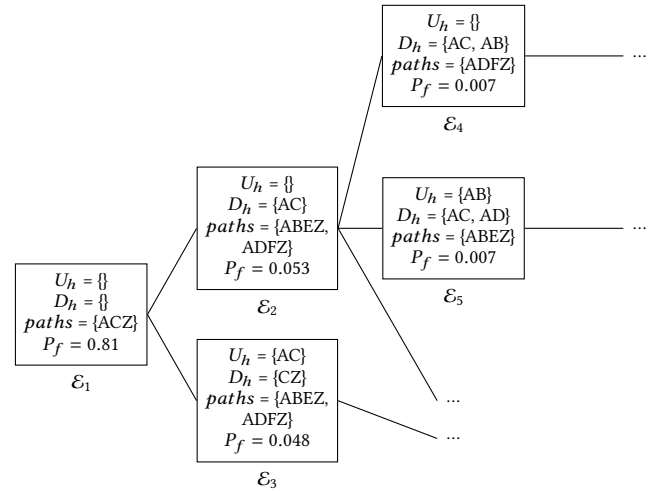 U_h = {}
D_h = {}
paths = {ACZ}
P_f = 0.81
ℰ_1
U_h = {}
D_h = {AC}
paths = {ABEZ,
ADFZ}
P_f = 0.053
ℰ_2
U_h = {AC}
D_h = {CZ}
paths = {ABEZ,
ADFZ}
P_f = 0.048
ℰ_3
U_h = {}
D_h = {AC, AB}
paths = {ADFZ}
P_f = 0.007
ℰ_4
...
U_h = {AB}
D_h = {AC, AD}
paths = {ABEZ}
P_f = 0.007
ℰ_5
...
...
...